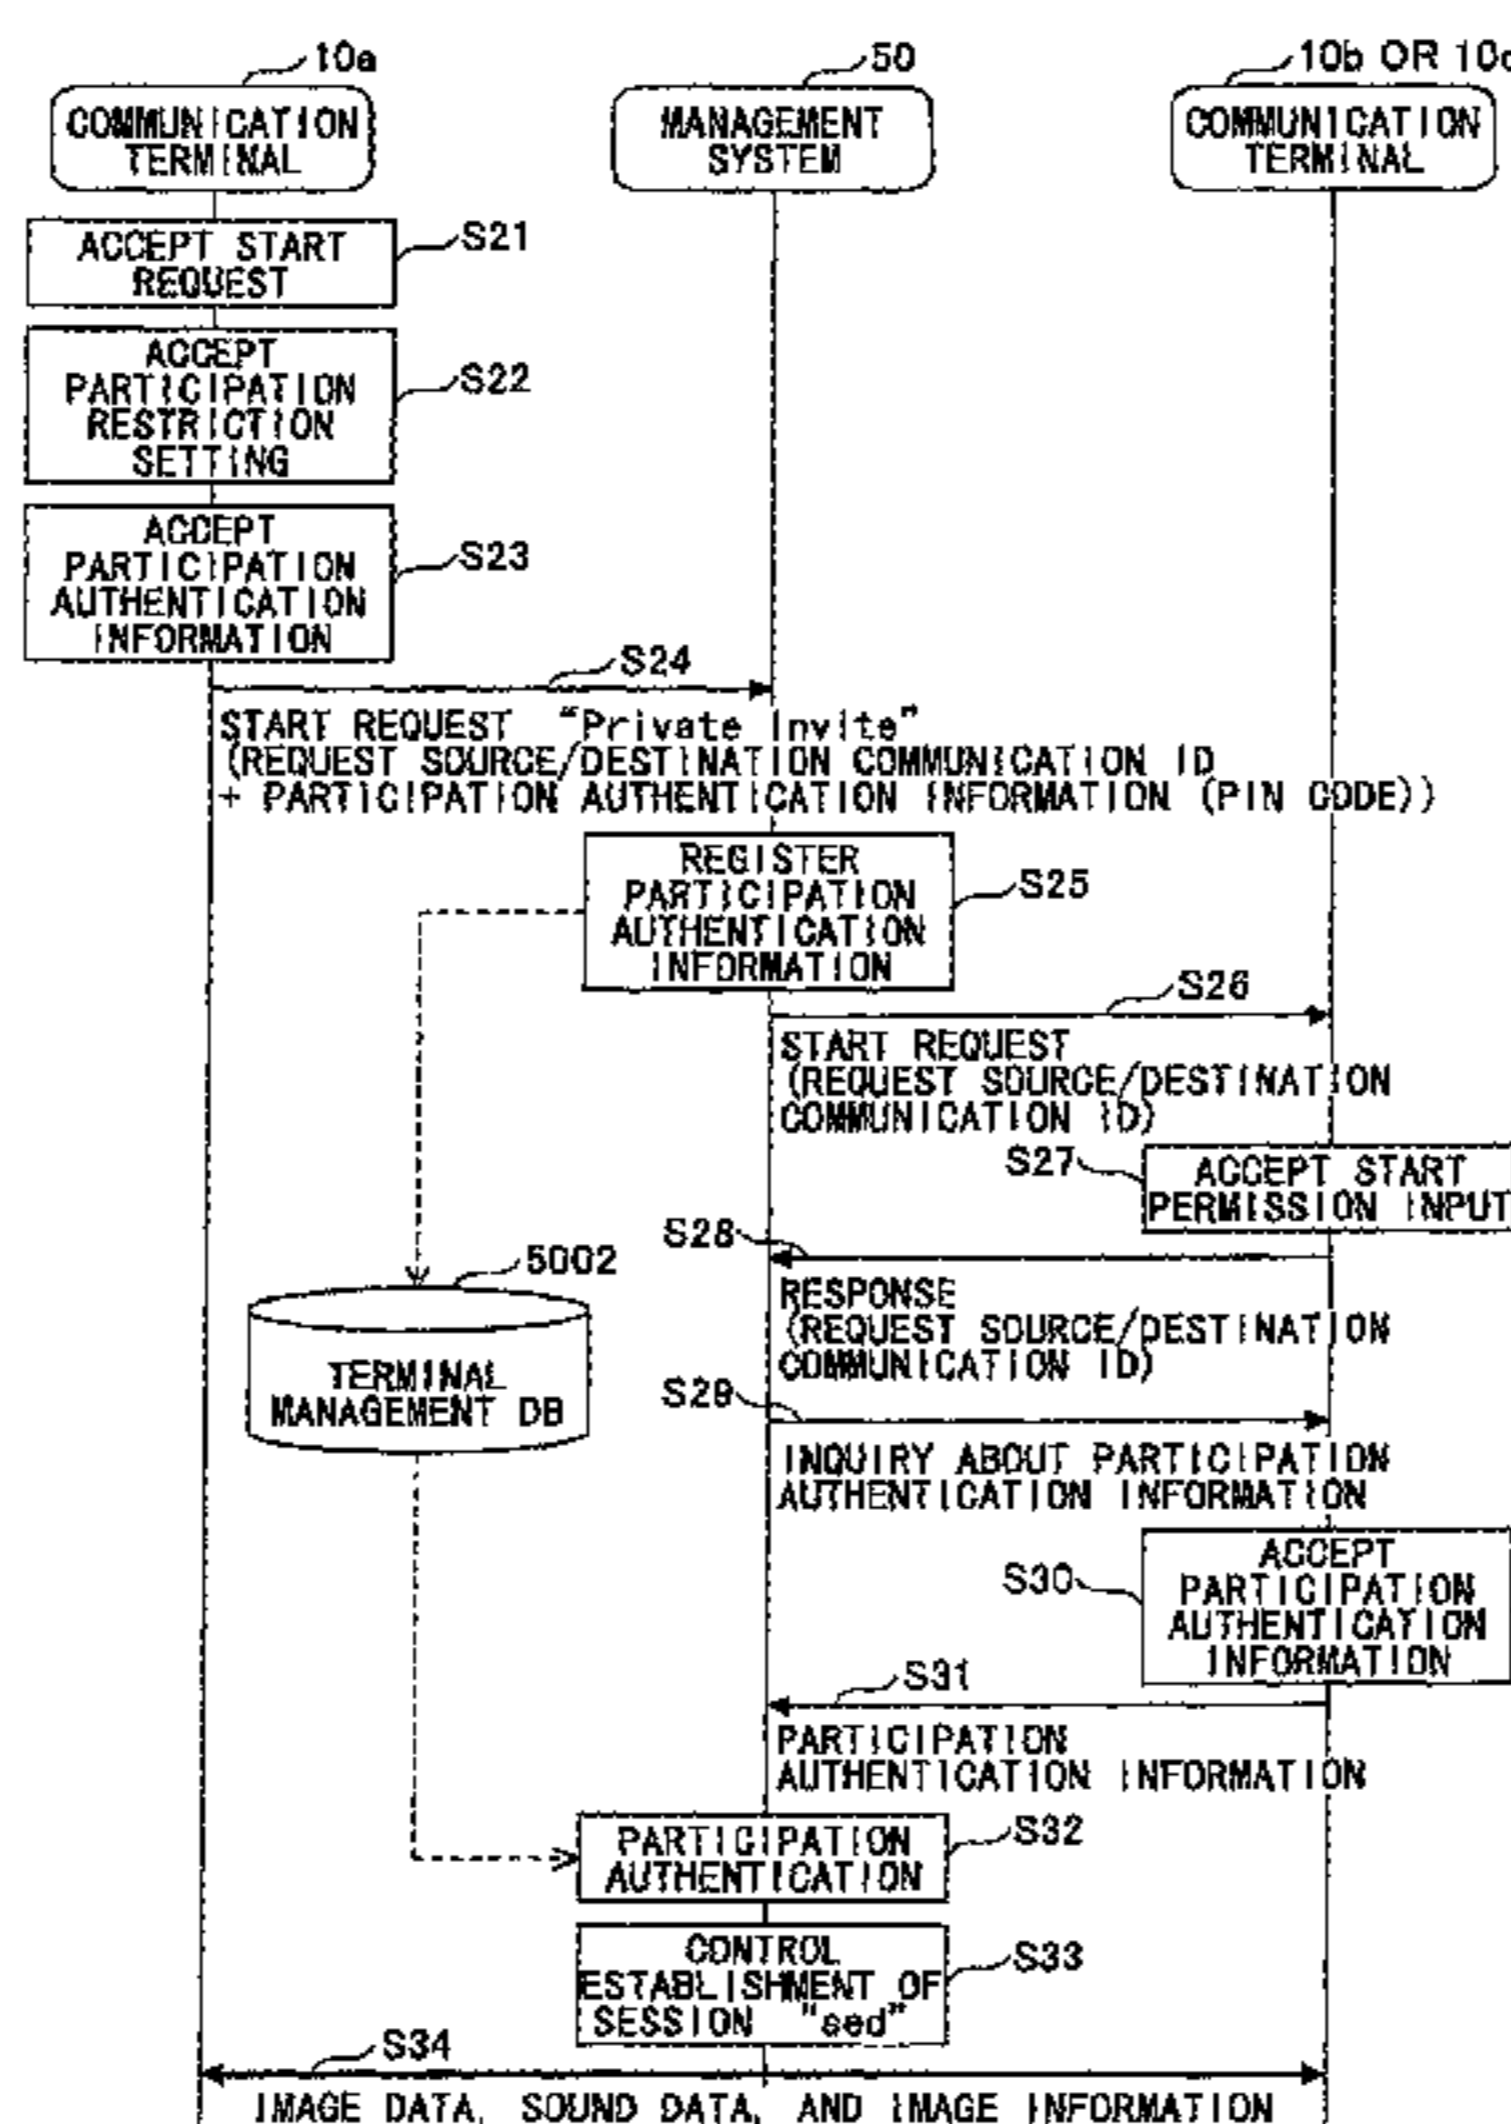 10a
50
10b OR 10c
COMMUNICATION
TERMINAL
MANAGEMENT
SYSTEM
COMMUNICATION
TERMINAL
ACCEPT START
REQUEST
S21
ACCEPT
PARTICIPATION
RESTRICTION
SETTING
S22
ACCEPT
PARTICIPATION
AUTHENTICATION
INFORMATION
S23
S24
START REQUEST "Private Invite"
(REQUEST SOURCE/DESTINATION COMMUNICATION ID
+ PARTICIPATION AUTHENTICATION INFORMATION (PIN CODE))
REGISTER
PARTICIPATION
AUTHENTICATION
INFORMATION
S25
S26
START REQUEST
(REQUEST SOURCE/DESTINATION
COMMUNICATION ID)
S27
ACCEPT START
PERMISSION INPUT
S28
RESPONSE
(REQUEST SOURCE/DESTINATION
COMMUNICATION ID)
5002
TERMINAL
MANAGEMENT DB
S29
INQUIRY ABOUT PARTICIPATION
AUTHENTICATION INFORMATION
S30
ACCEPT
PARTICIPATION
AUTHENTICATION
INFORMATION
S31
PARTICIPATION
AUTHENTICATION INFORMATION
PARTICIPATION
AUTHENTICATION
S32
CONTROL
ESTABLISHMENT OF
SESSION "sed"
S33
S34
IMAGE DATA, SOUND DATA, AND IMAGE INFORMATION